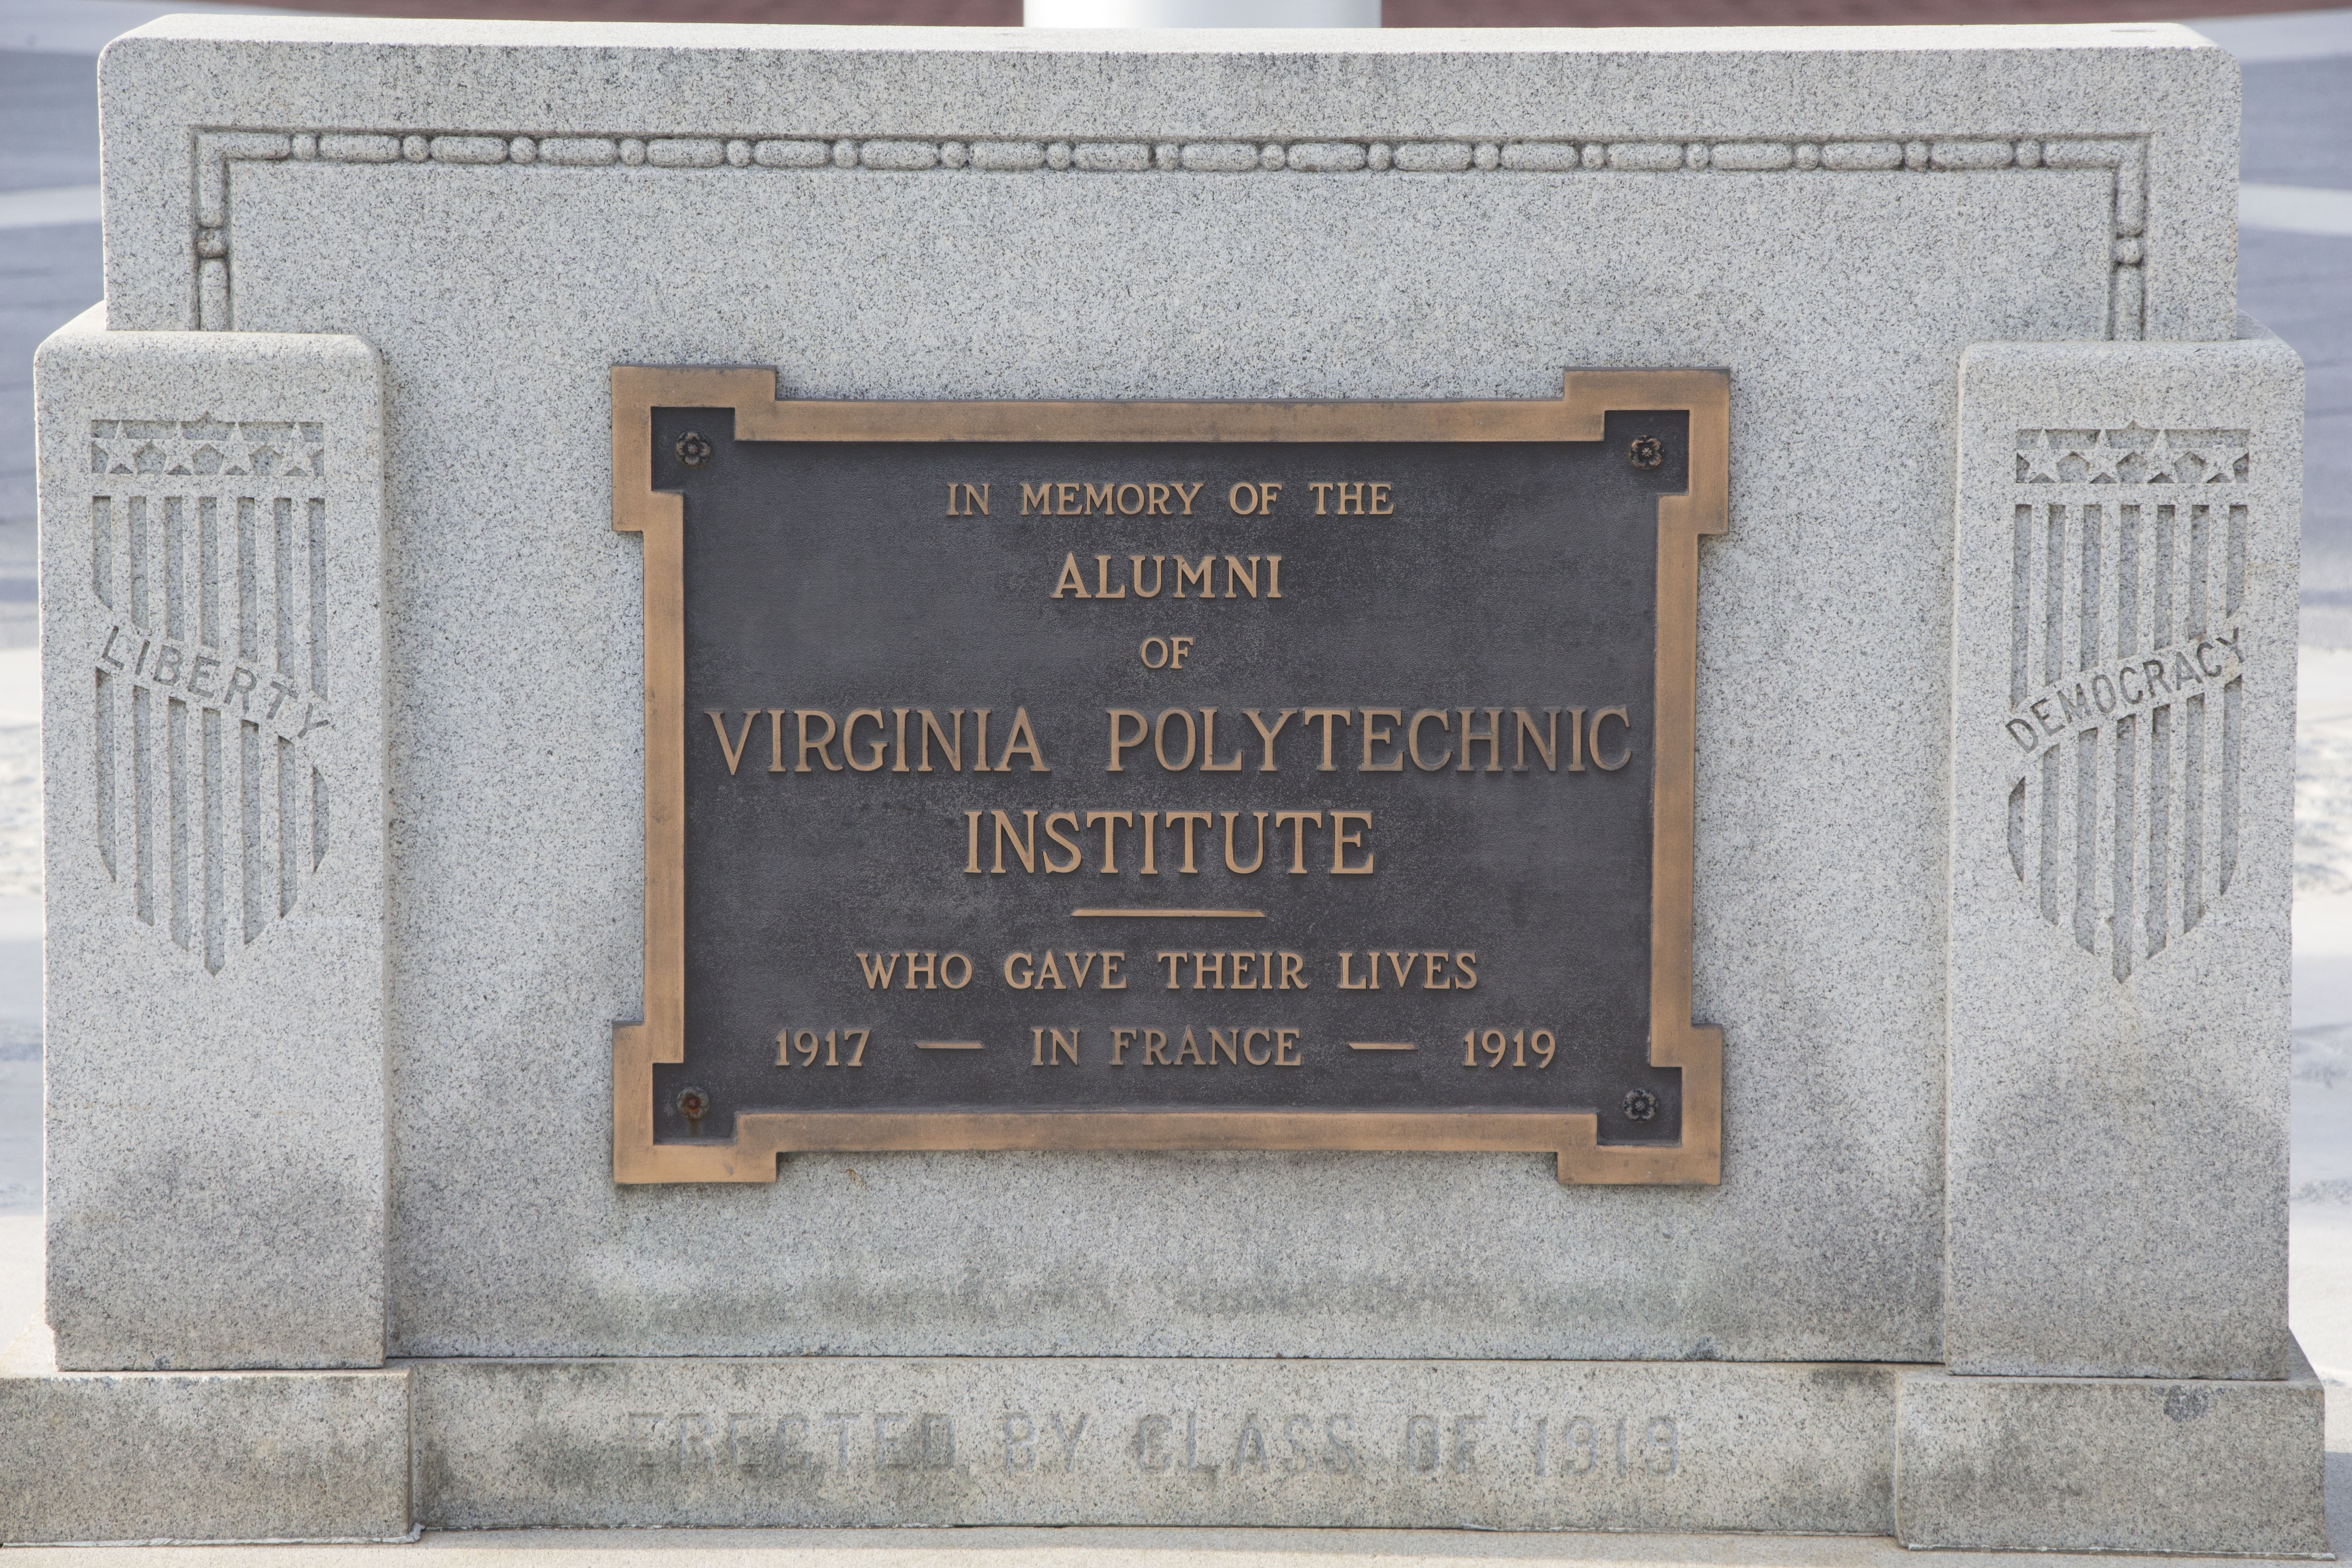 IN MEMORY OF THE
ALUMNI
OF
VIRGINIA POLYTECHNIC
INSTITUTE
WHO GAVE THEIR LIVES
1917 — IN FRANCE — 1919
LIBERTY
DEMOCRACY
ERECTED BY CLASS OF 1919